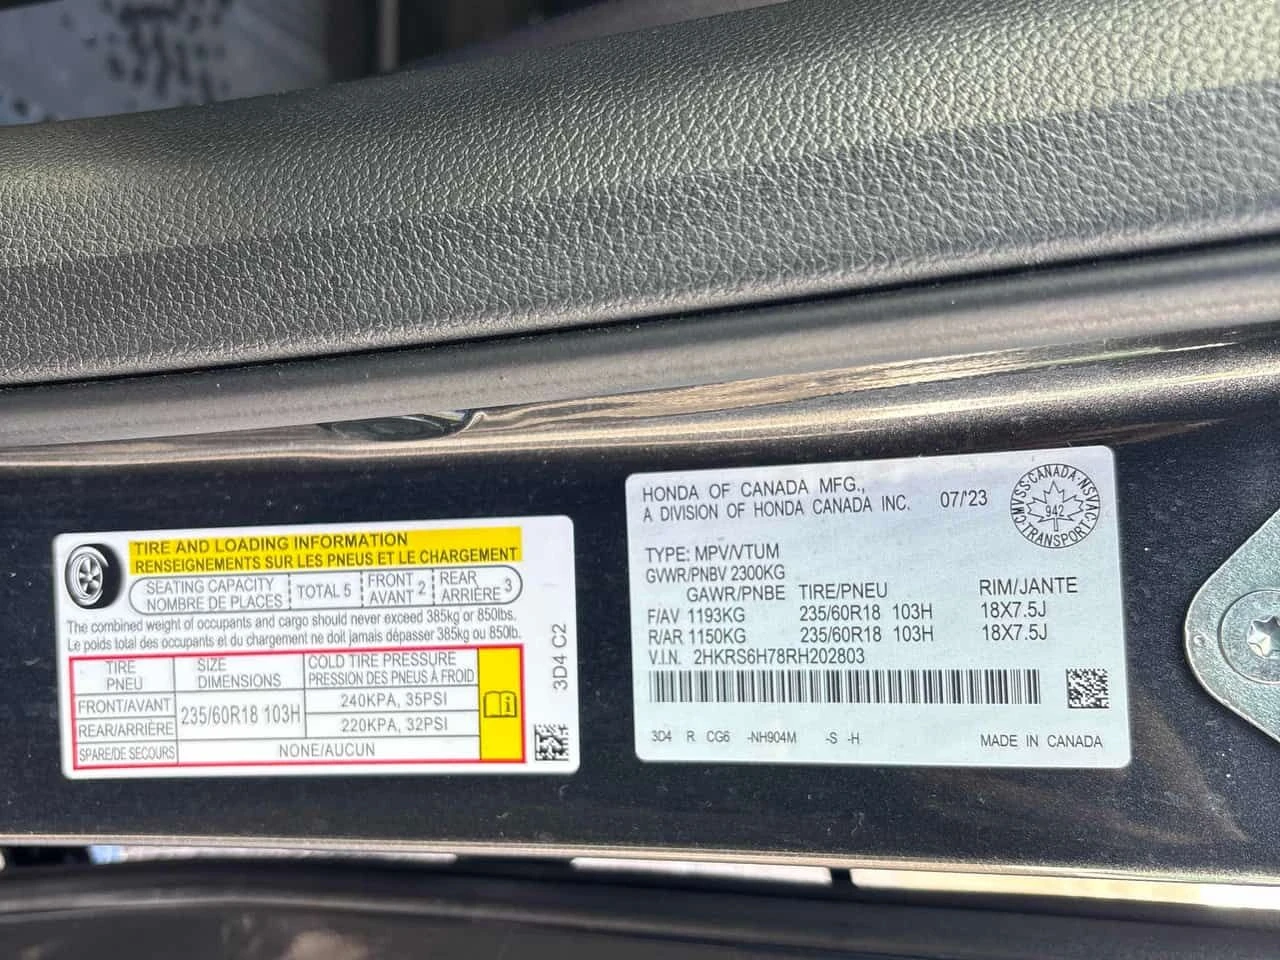 TIRE AND LOADING INFORMATION
RENSEIGNEMENTS SUR LES PNEUS ET LE CHARGEMENT
SEATING CAPACITY
NOMBRE DE PLACES
TOTAL 5
FRONT
AVANT 2
REAR
ARRIÈRE 3
The combined weight of occupants and cargo should never exceed 385kg or 850lbs.
Le poids total des occupants et du chargement ne doit jamais dépasser 385kg ou 850lb.
TIRE
PNEU
SIZE
DIMENSIONS
COLD TIRE PRESSURE
PRESSION DES PNEUS À FROID
FRONT/AVANT
235/60R18 103H
240KPA, 35PSI
REAR/ARRIÈRE
220KPA, 32PSI
SPARE/DE SECOURS
NONE/AUCUN
3D4 C2
HONDA OF CANADA MFG.,
A DIVISION OF HONDA CANADA INC. 07/'23
CMVSS·CANADA·NSVAC·TRANSPORT·
942
TYPE: MPV/VTUM
GVWR/PNBV 2300KG
GAWR/PNBE TIRE/PNEU RIM/JANTE
F/AV 1193KG 235/60R18 103H 18X7.5J
R/AR 1150KG 235/60R18 103H 18X7.5J
V.I.N. 2HKRS6H78RH202803
3D4 R CG6 -NH904M -S -H MADE IN CANADA